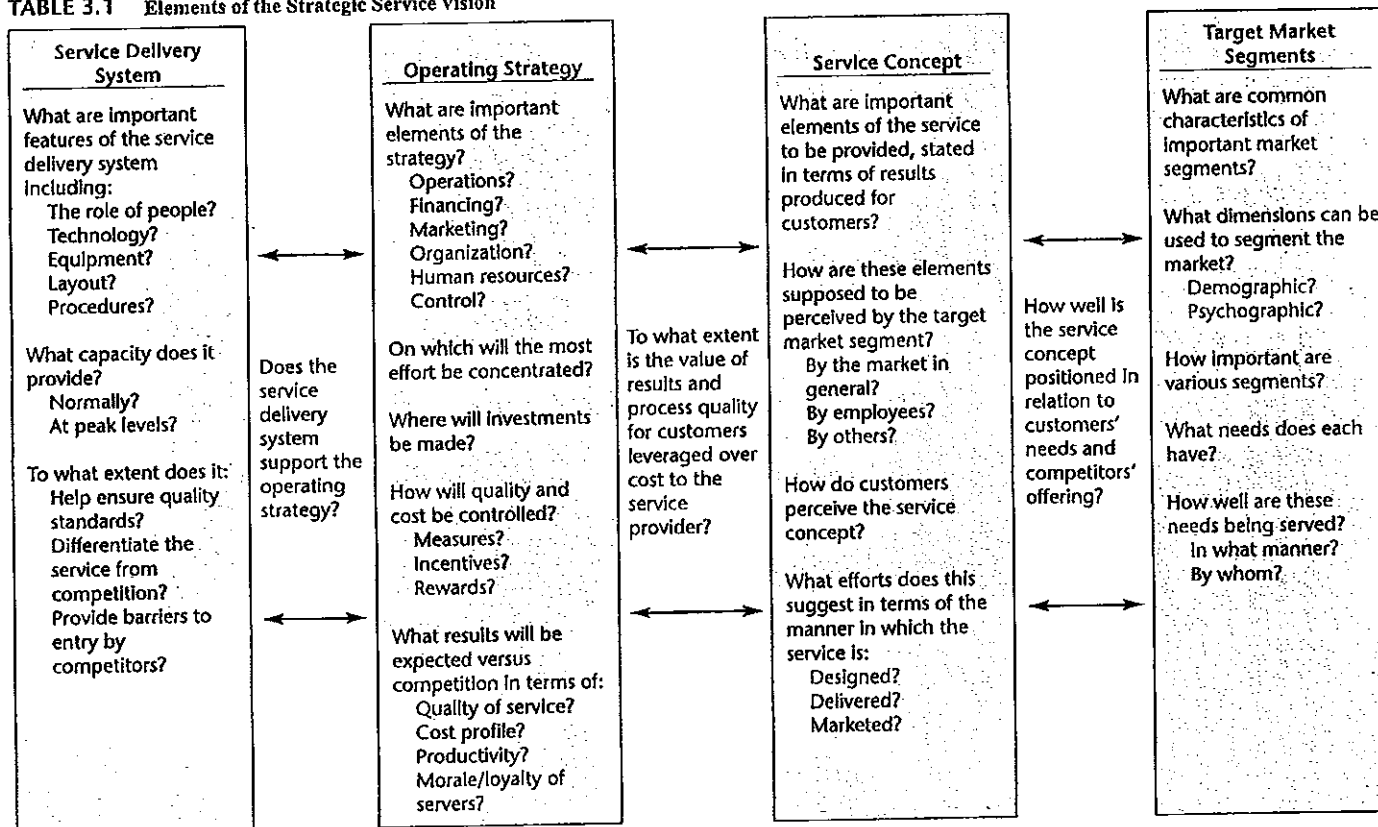 TABLE 3.1 Elements of the Strategic Service Vision
Service Delivery
System
What are important
features of the service
delivery system
including:
The role of people?
Technology?
Equipment?
Layout?
Procedures?
What capacity does it
provide?
Normally?
At peak levels?
To what extent does it:
Help ensure quality
standards?
Differentiate the
service from
competition?
Provide barriers to
entry by
competitors?
Does the
service
delivery
system
support the
operating
strategy?
Operating Strategy
What are important
elements of the
strategy?
Operations?
Financing?
Marketing?
Organization?
Human resources?
Control?
On which will the most
effort be concentrated?
Where will investments
be made?
How will quality and
cost be controlled?
Measures?
Incentives?
Rewards?
What results will be
expected versus
competition in terms of:
Quality of service?
Cost profile?
Productivity?
Morale/loyalty of
servers?
To what extent
is the value of
results and
process quality
for customers
leveraged over
cost to the
service
provider?
Service Concept
What are important
elements of the service
to be provided, stated
in terms of results
produced for
customers?
How are these elements
supposed to be
perceived by the target
market segment?
By the market in
general?
By employees?
By others?
How do customers
perceive the service
concept?
What efforts does this
suggest in terms of the
manner in which the
service is:
Designed?
Delivered?
Marketed?
How well is
the service
concept
positioned in
relation to
customers'
needs and
competitors'
offering?
Target Market
Segments
What are common
characteristics of
important market
segments?
What dimensions can be
used to segment the
market?
Demographic?
Psychographic?
How important are
various segments?
What needs does each
have?
How well are these
needs being served?
In what manner?
By whom?